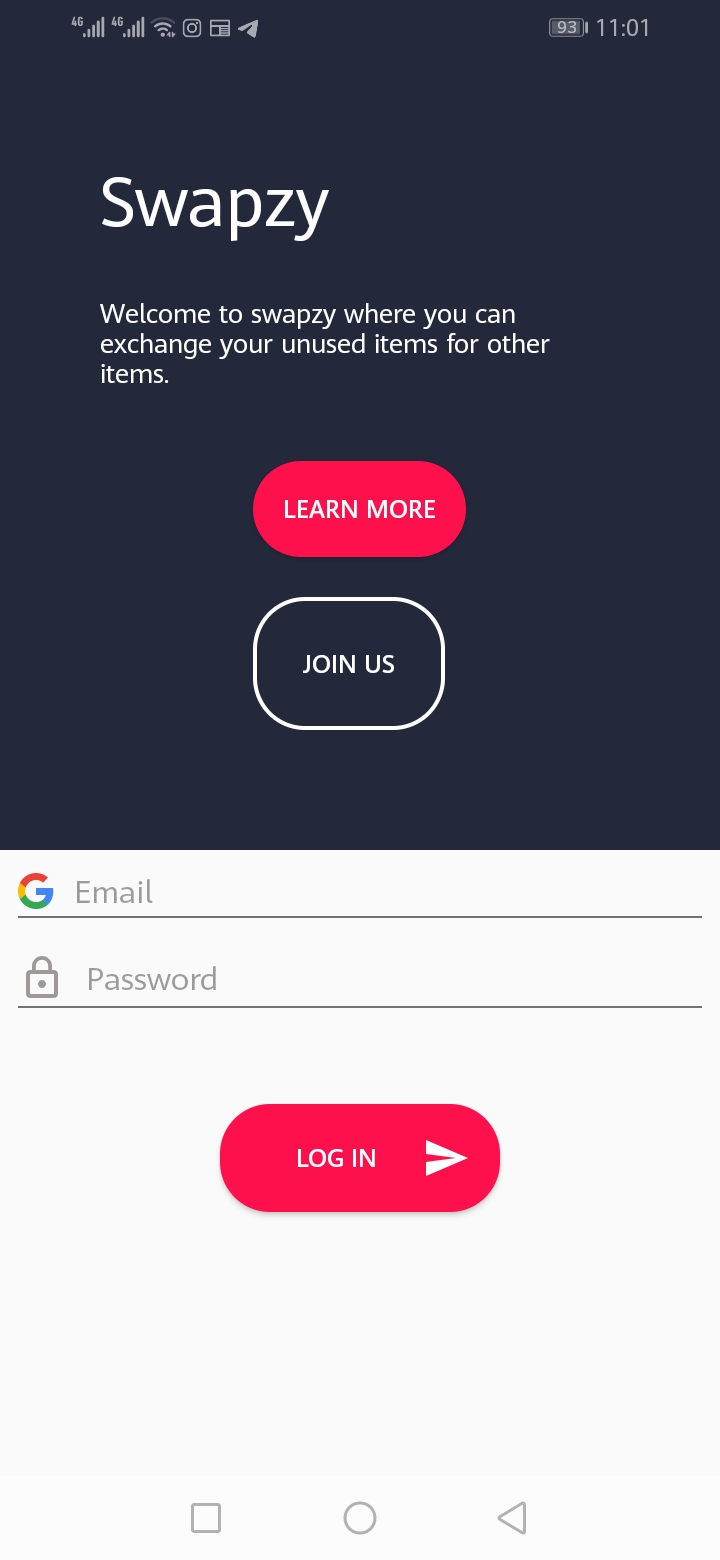 4G 4G 93 11:01
Swapzy
Welcome to swapzy where you can
exchange your unused items for other
items.
LEARN MORE
JOIN US
Email
Password
LOG IN